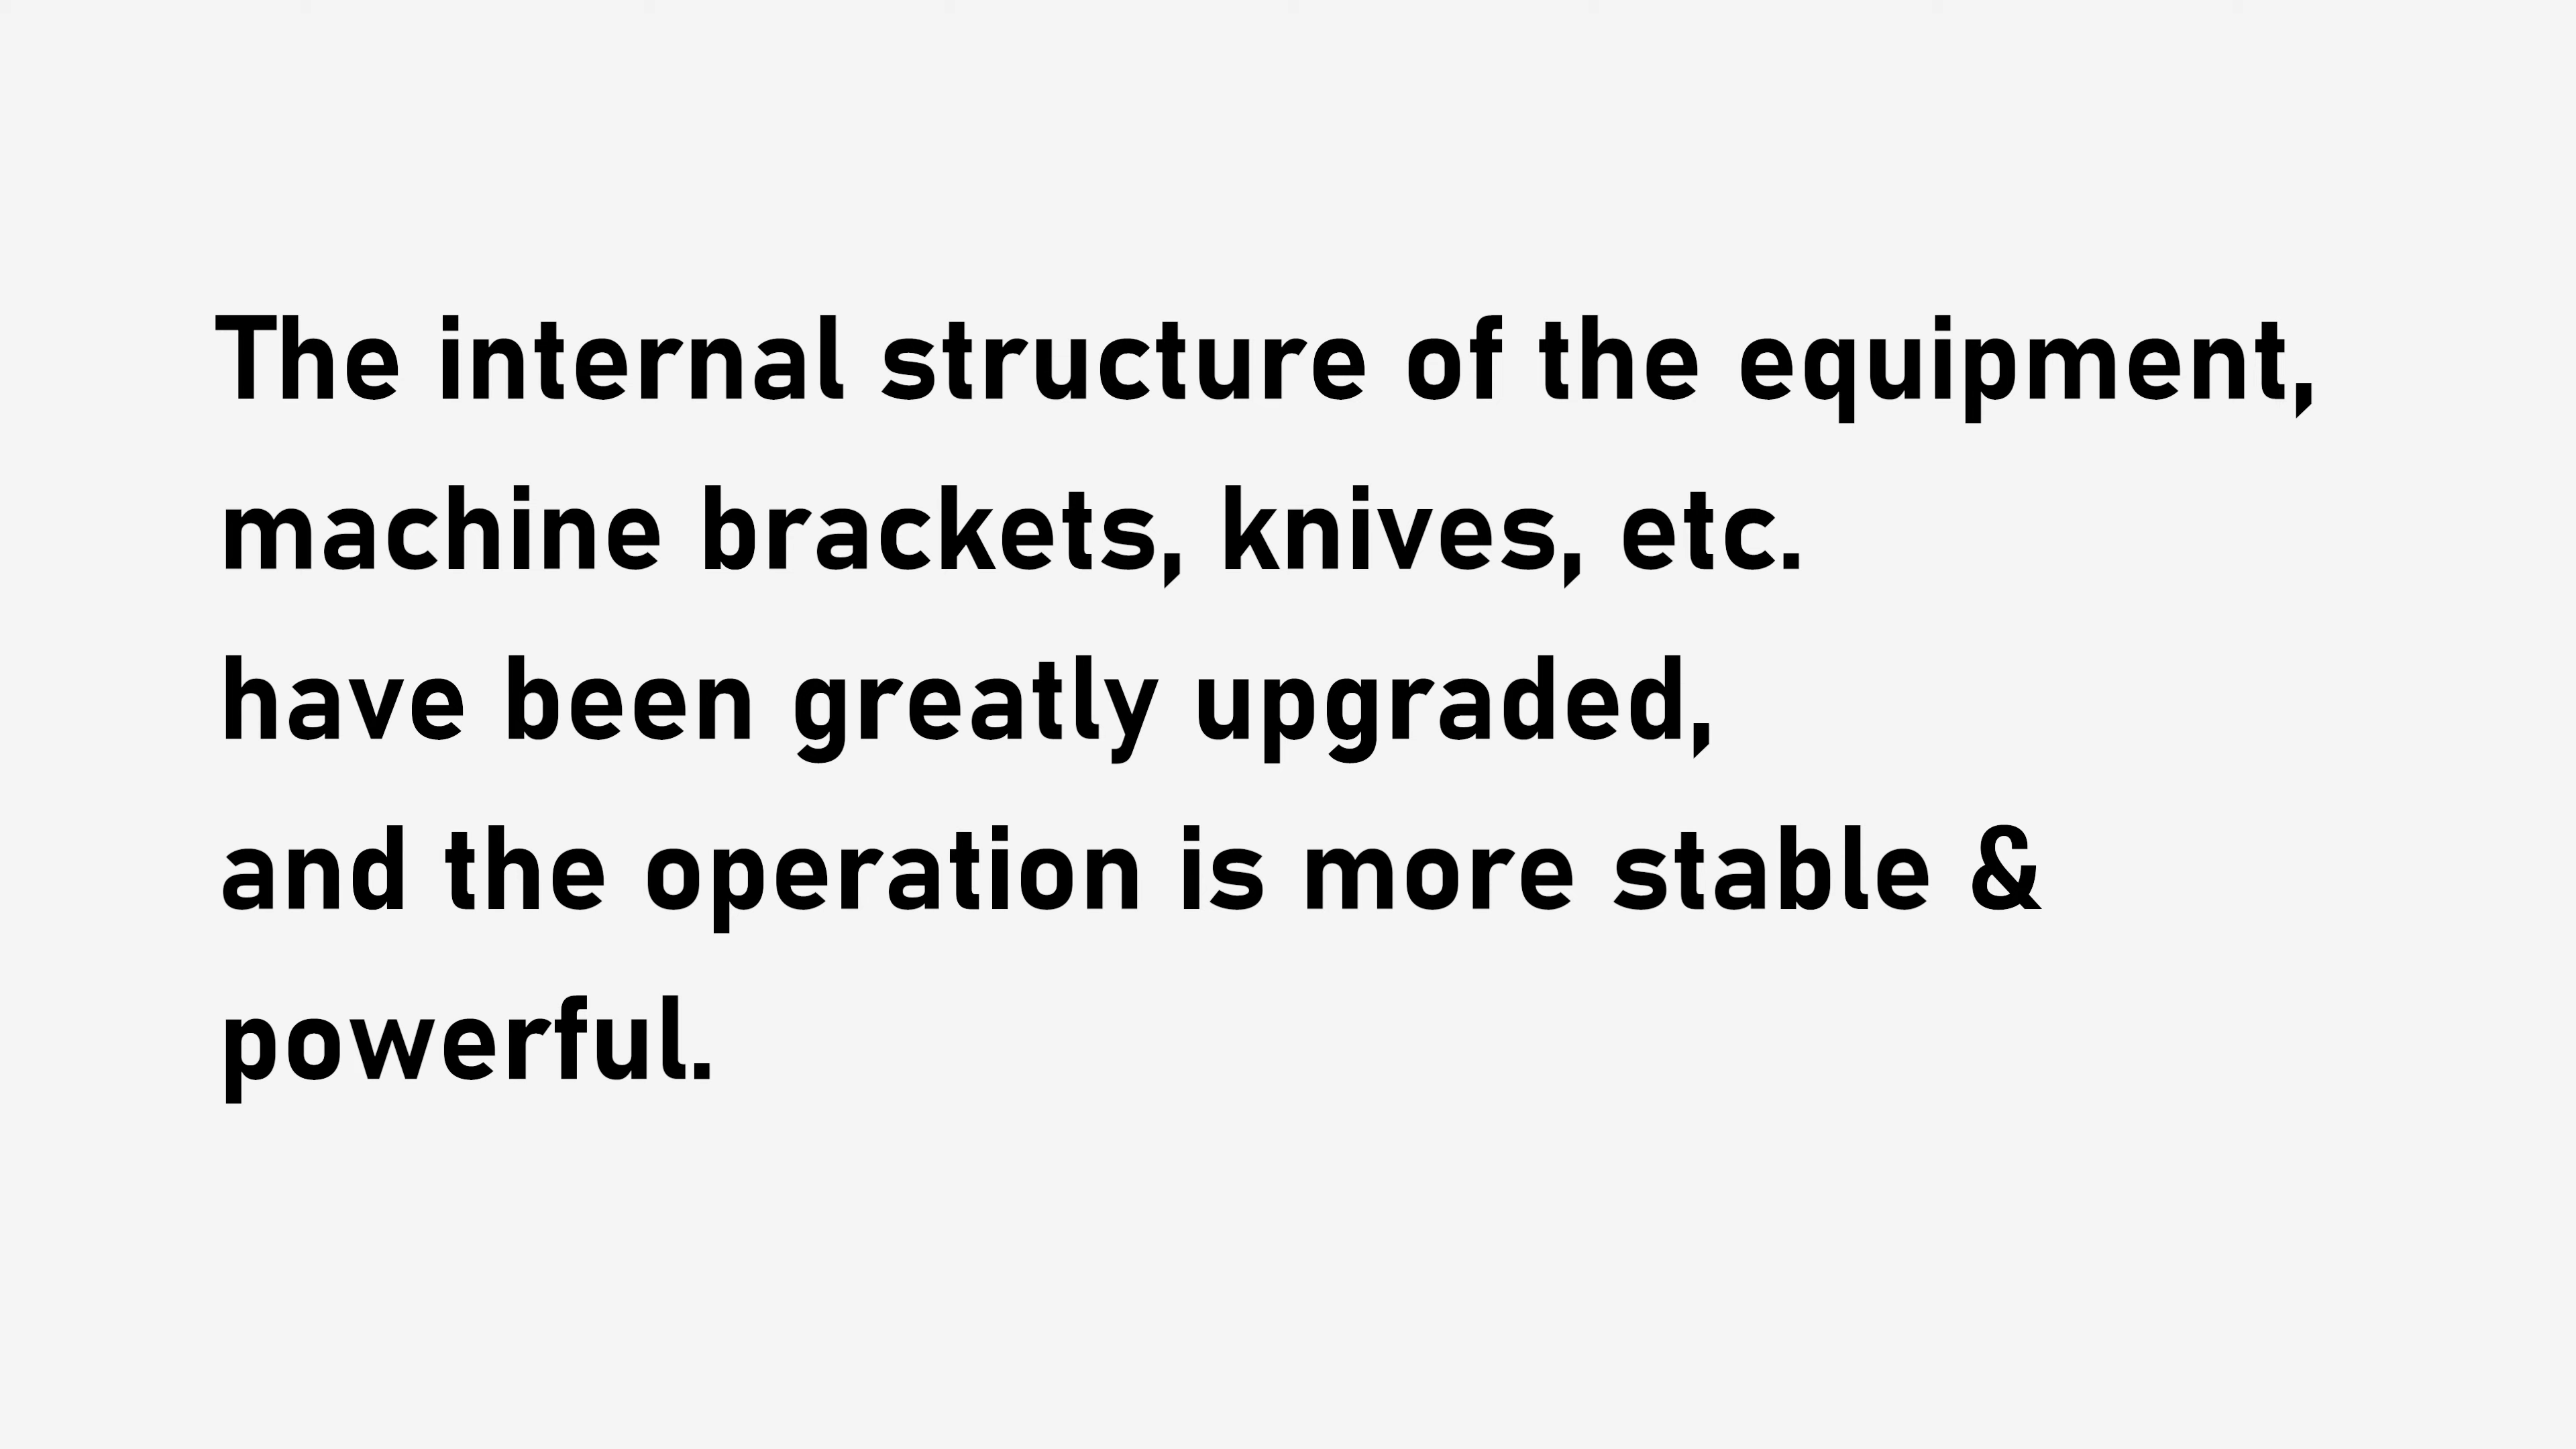 The internal structure of the equipment,
machine brackets, knives, etc.
have been greatly upgraded,
and the operation is more stable &
powerful.